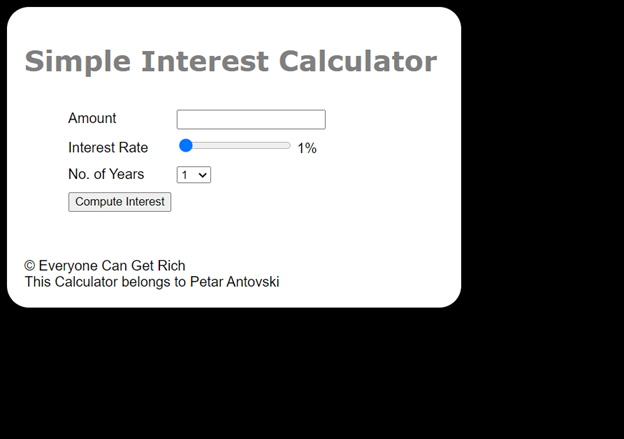 Simple Interest Calculator
Amount
Interest Rate 1%
No. of Years 1
Compute Interest
© Everyone Can Get Rich
This Calculator belongs to Petar Antovski